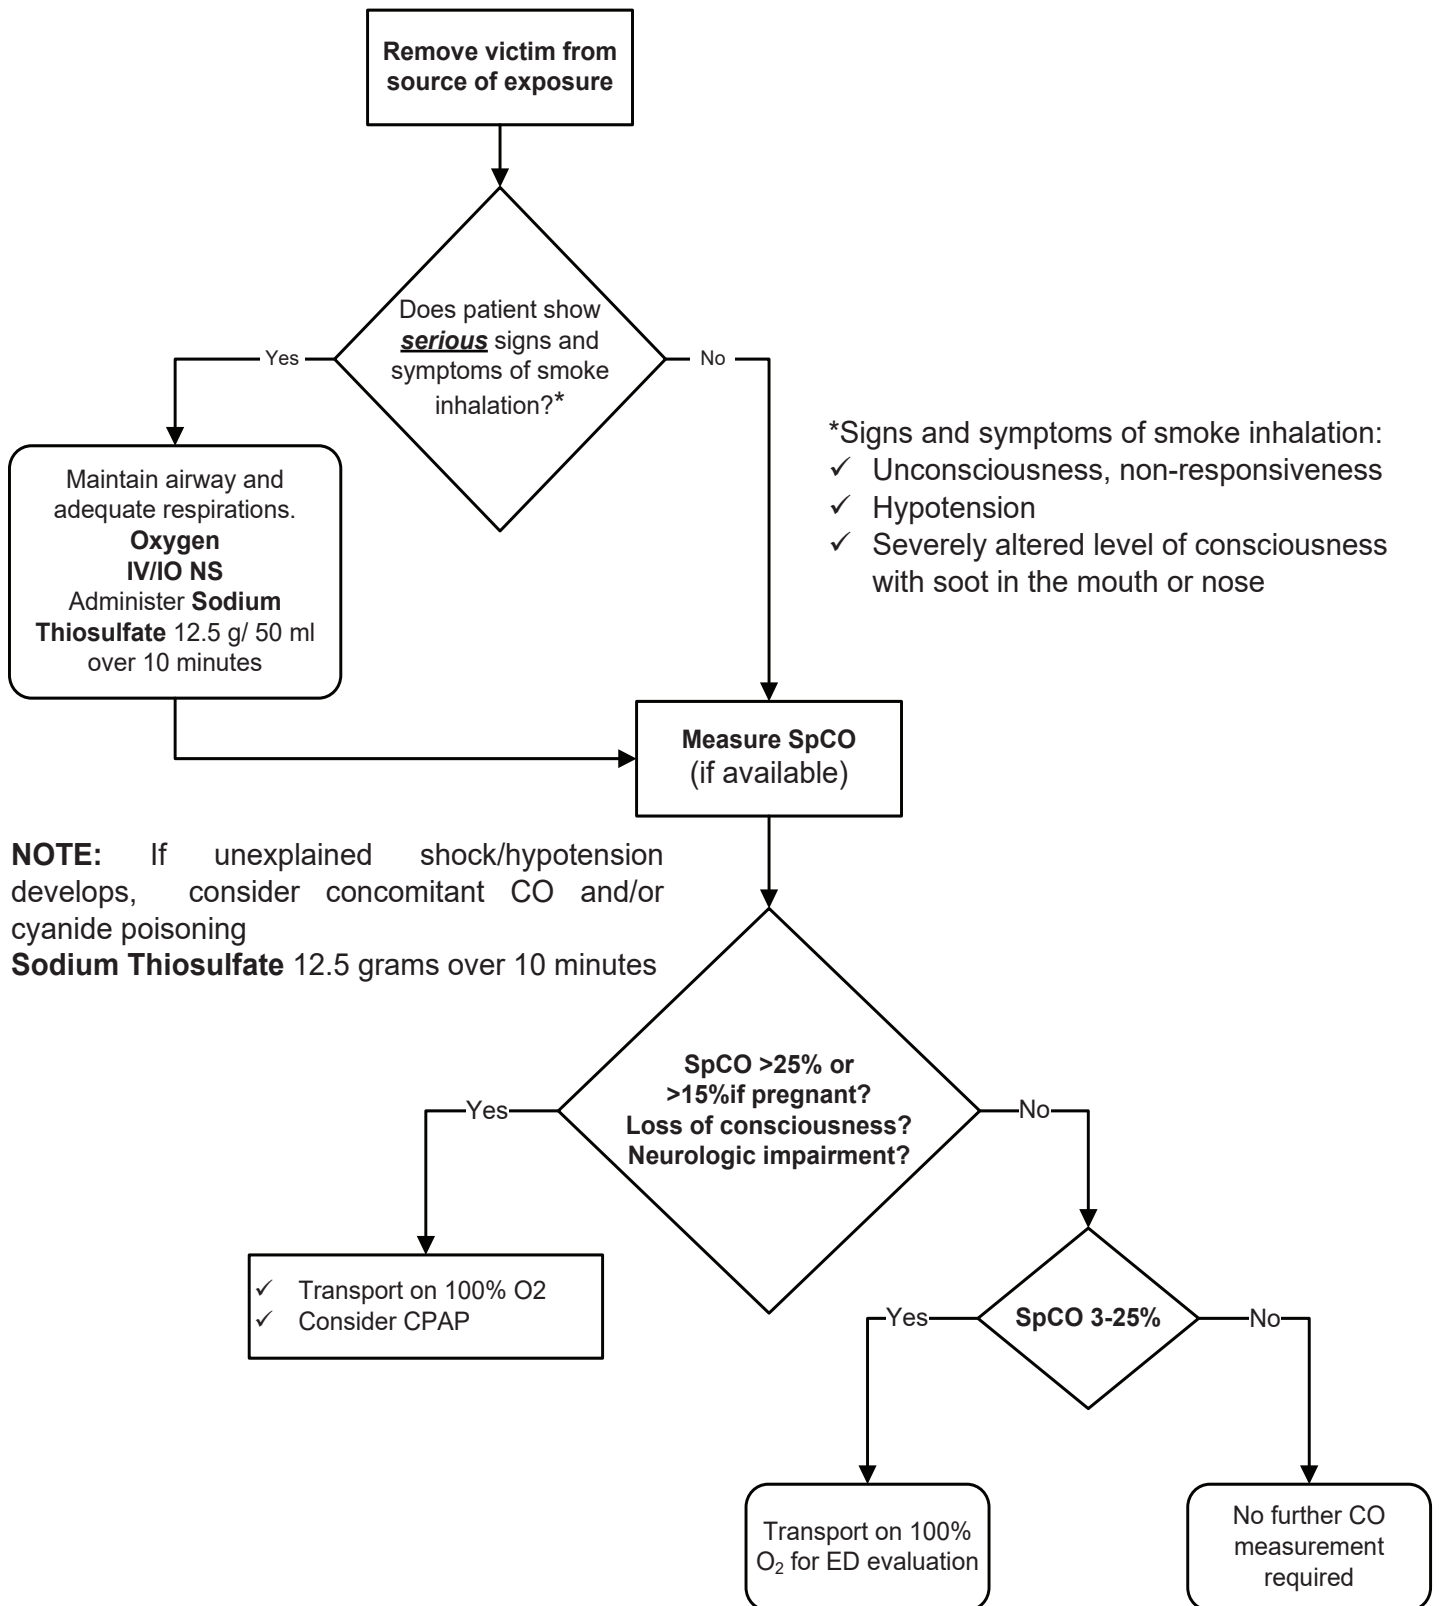 Remove victim from
source of exposure
Does patient show
serious signs and
symptoms of smoke
inhalation?*
Yes
No
Maintain airway and
adequate respirations.
Oxygen
IV/IO NS
Administer Sodium
Thiosulfate 12.5 g/ 50 ml
over 10 minutes
*Signs and symptoms of smoke inhalation:
✓ Unconsciousness, non-responsiveness
✓ Hypotension
✓ Severely altered level of consciousness
with soot in the mouth or nose
Measure SpCO
(if available)
NOTE: If unexplained shock/hypotension
develops, consider concomitant CO and/or
cyanide poisoning
Sodium Thiosulfate 12.5 grams over 10 minutes
SpCO >25% or
>15%if pregnant?
Loss of consciousness?
Neurologic impairment?
Yes
No
✓ Transport on 100% O2
✓ Consider CPAP
SpCO 3-25%
Yes
No
Transport on 100%
O₂ for ED evaluation
No further CO
measurement
required